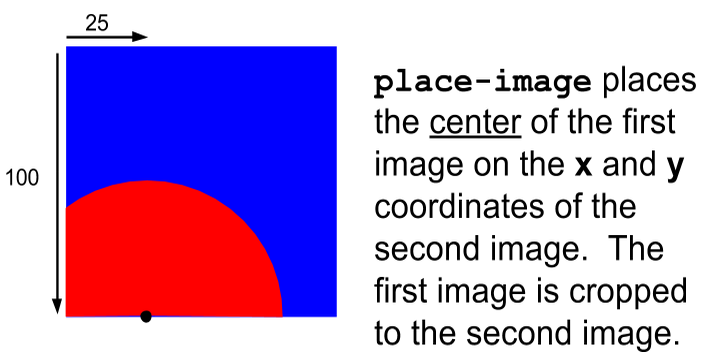 25
100
place-image places
the center of the first
image on the x and y
coordinates of the
second image. The
first image is cropped
to the second image.